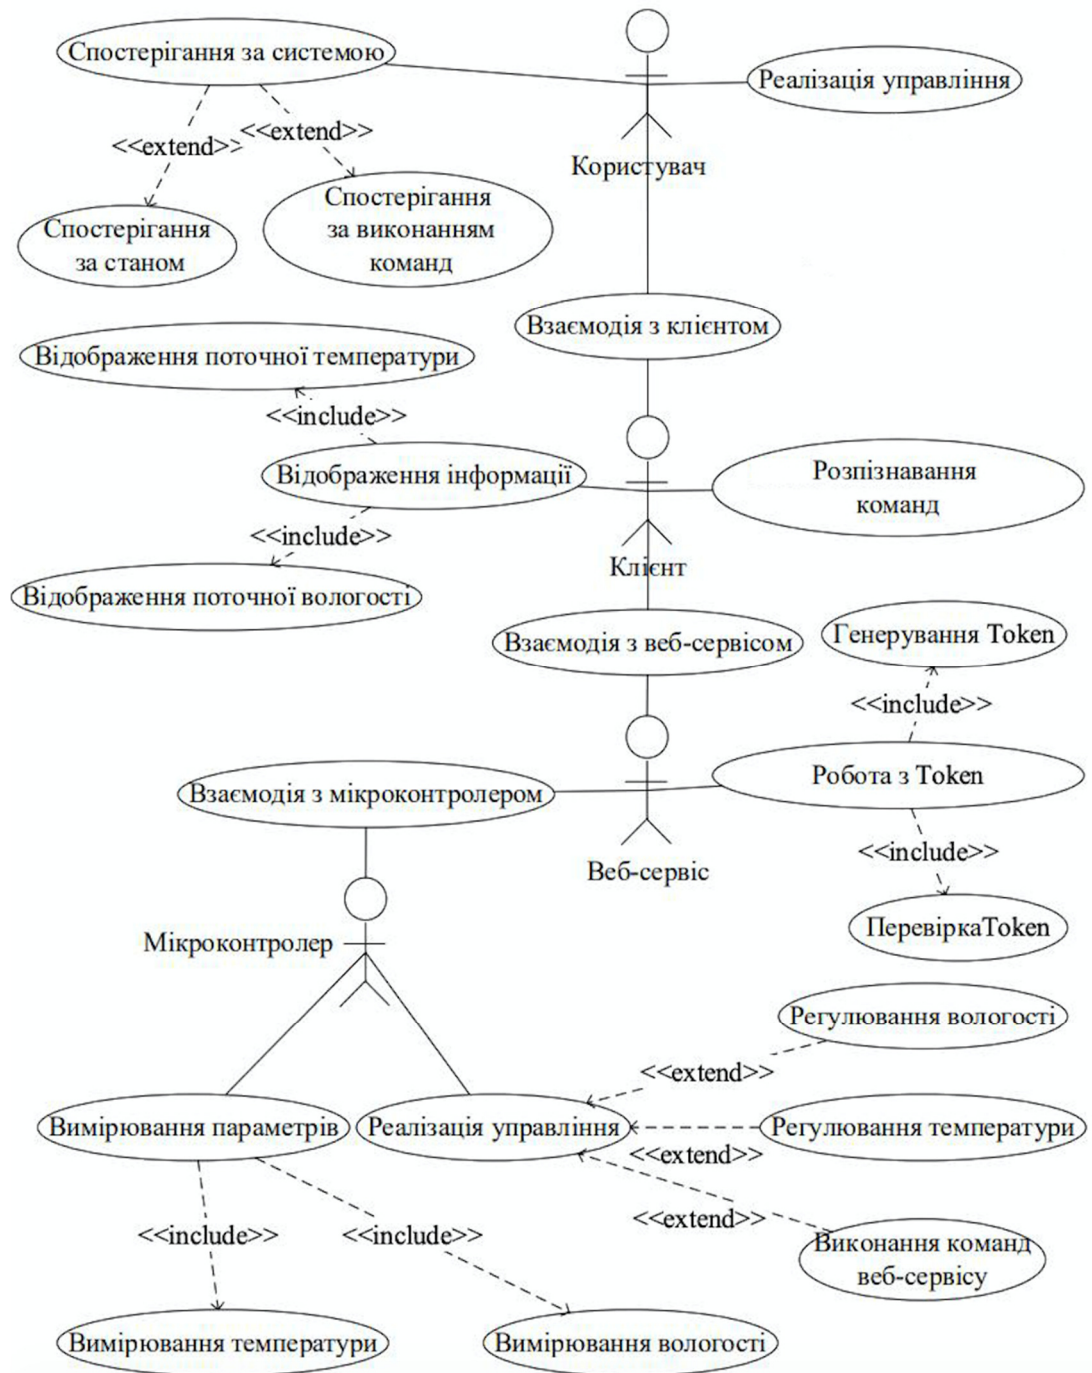 Спостерігання за системою
Реалізація управління
<<extend>>
<<extend>>
Користувач
Спостерігання
за станом
Спостерігання
за виконанням
команд
Взаємодія з клієнтом
Відображення поточної температури
<<include>>
Відображення інформації
Розпізнавання
команд
<<include>>
Клієнт
Відображення поточної вологості
Взаємодія з веб-сервісом
Генерування Token
<<include>>
Робота з Token
Взаємодія з мікроконтролером
<<include>>
Веб-сервіс
ПеревіркаToken
Мікроконтролер
Регулювання вологості
<<extend>>
Вимірювання параметрів
Реалізація управління
Регулювання температури
<<extend>>
<<extend>>
<<include>>
<<include>>
Виконання команд
веб-сервісу
Вимірювання температури
Вимірювання вологості